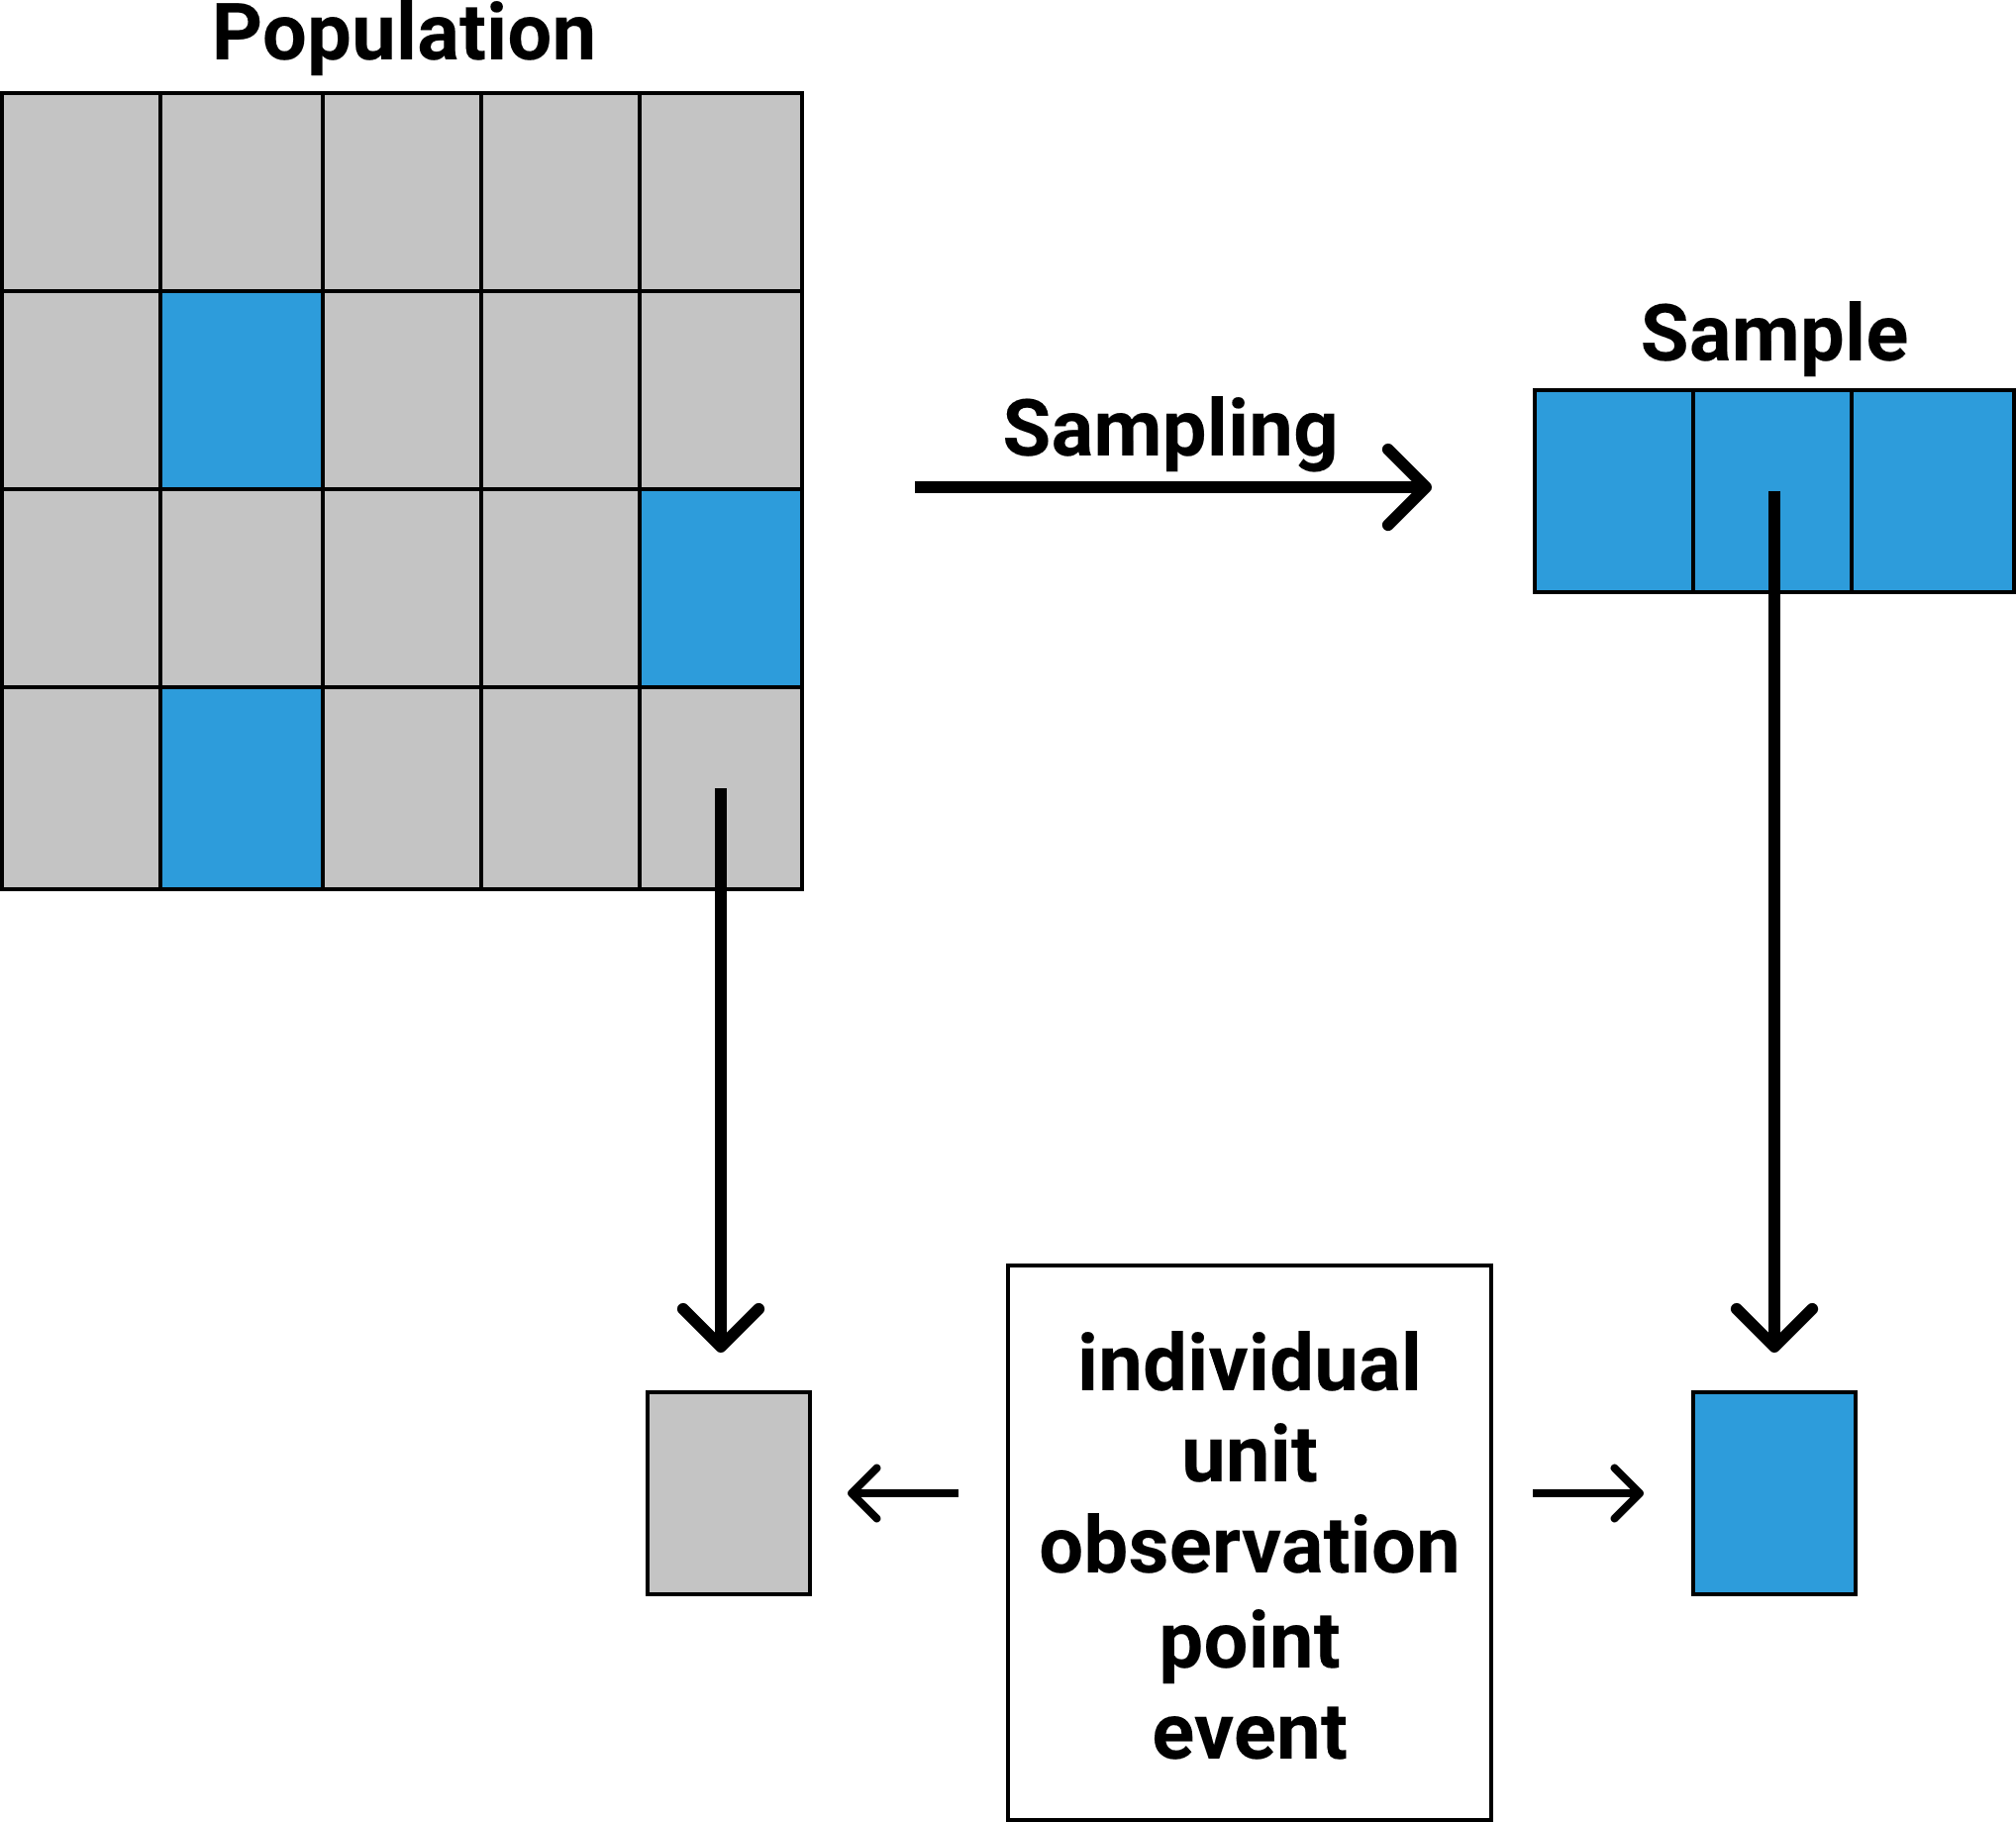 Population
Sample
Sampling
individual
unit
observation
point
event